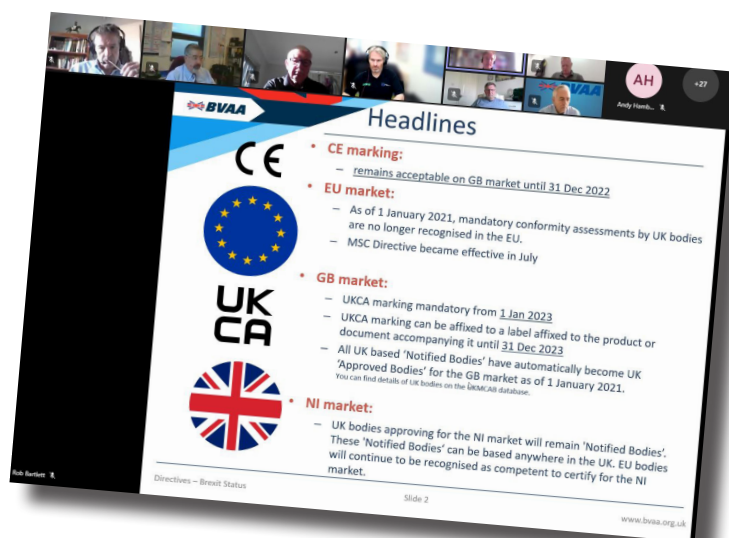 AH
+27
Andy Hamb...
BVAA
BVAA
Headlines
CE
• CE marking:
– remains acceptable on GB market until 31 Dec 2022
• EU market:
– As of 1 January 2021, mandatory conformity assessments by UK bodies
are no longer recognised in the EU.
– MSC Directive became effective in July
UK
CA
• GB market:
– UKCA marking mandatory from 1 Jan 2023
– UKCA marking can be affixed to a label affixed to the product or
document accompanying it until 31 Dec 2023
– All UK based 'Notified Bodies' have automatically become UK
'Approved Bodies' for the GB market as of 1 January 2021.
You can find details of UK bodies on the UKMCAB database.
• NI market:
– UK bodies approving for the NI market will remain 'Notified Bodies'.
These 'Notified Bodies' can be based anywhere in the UK. EU bodies
will continue to be recognised as competent to certify for the NI
market.
Rob Bartlett
Directives – Brexit Status
Slide 2
www.bvaa.org.uk